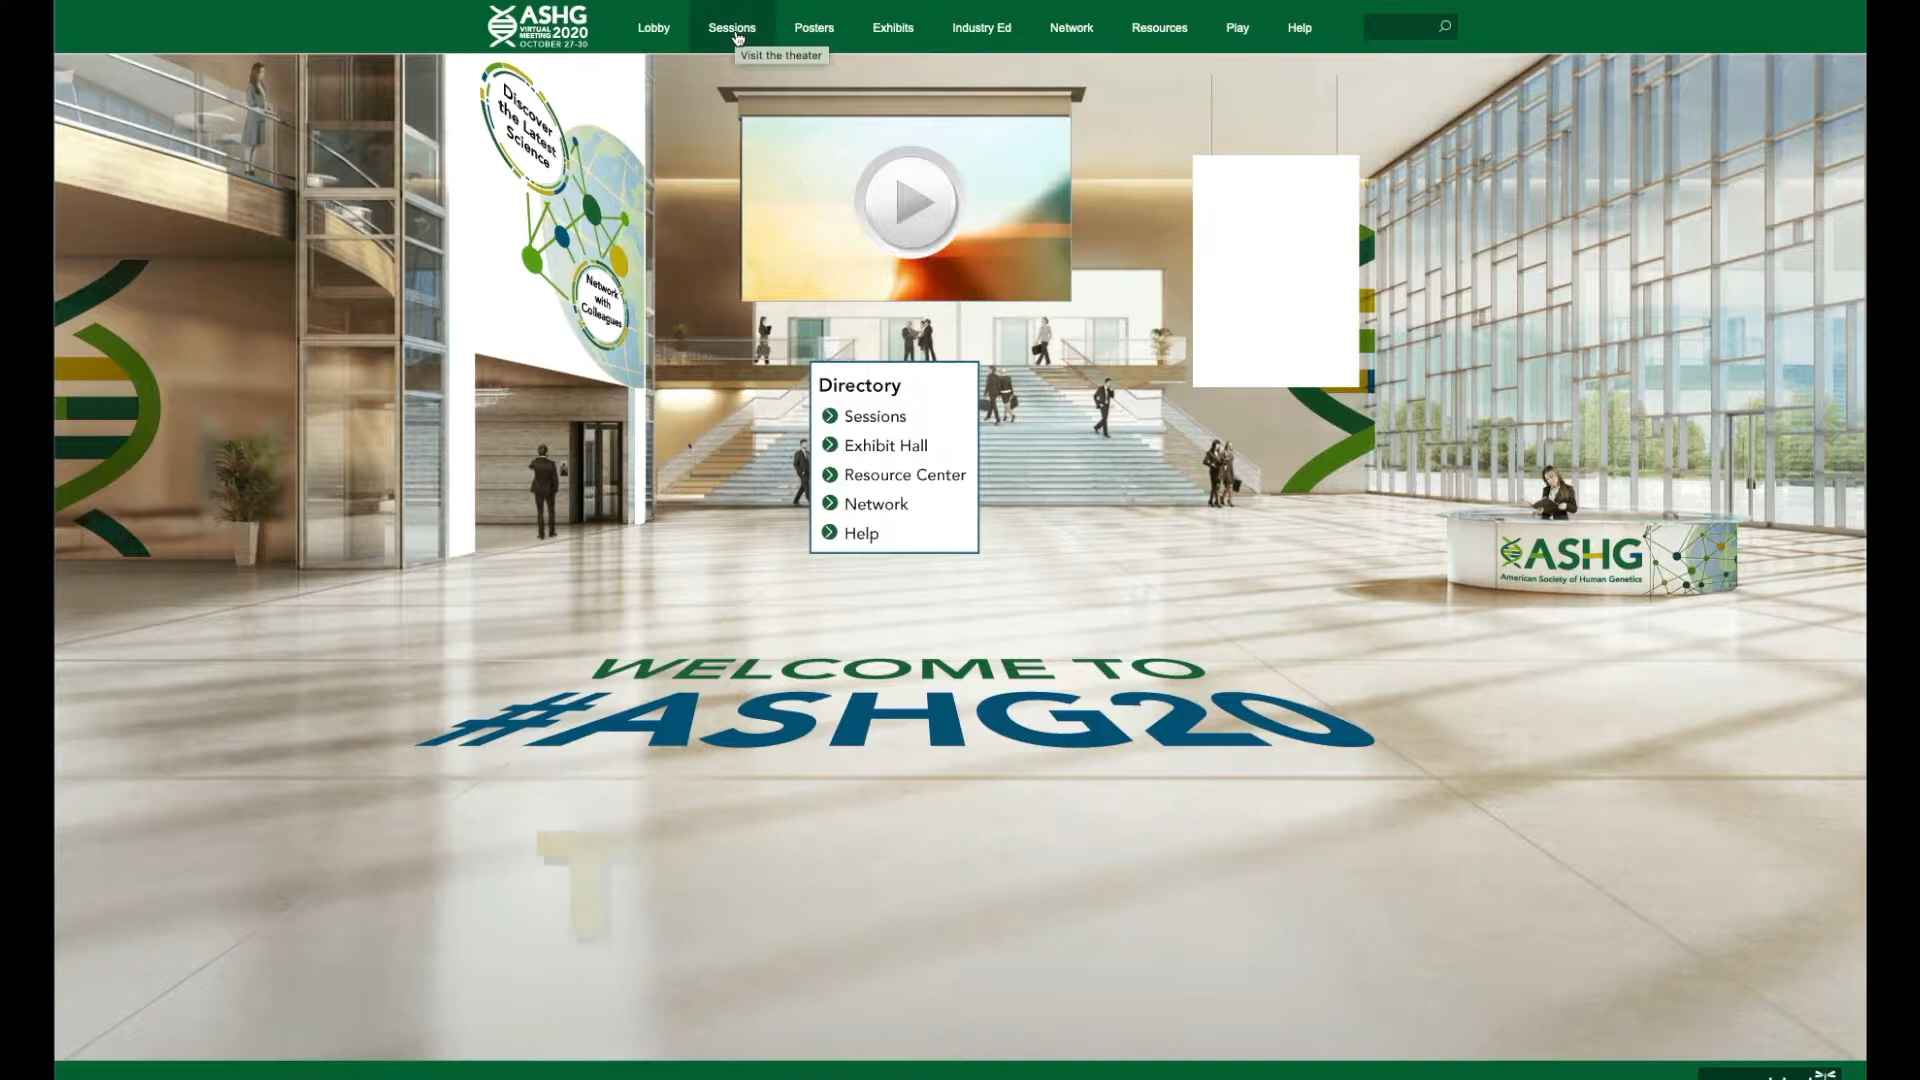 ASHG
VIRTUAL
MEETING 2020
OCTOBER 27-30
Lobby
Sessions
Posters
Exhibits
Industry Ed
Network
Resources
Play
Help
Visit the theater
Discover
the Latest
Science
Network
with
Colleagues
Directory
Sessions
Exhibit Hall
Resource Center
Network
Help
ASHG
American Society of Human Genetics
WELCOME TO
#ASHG20